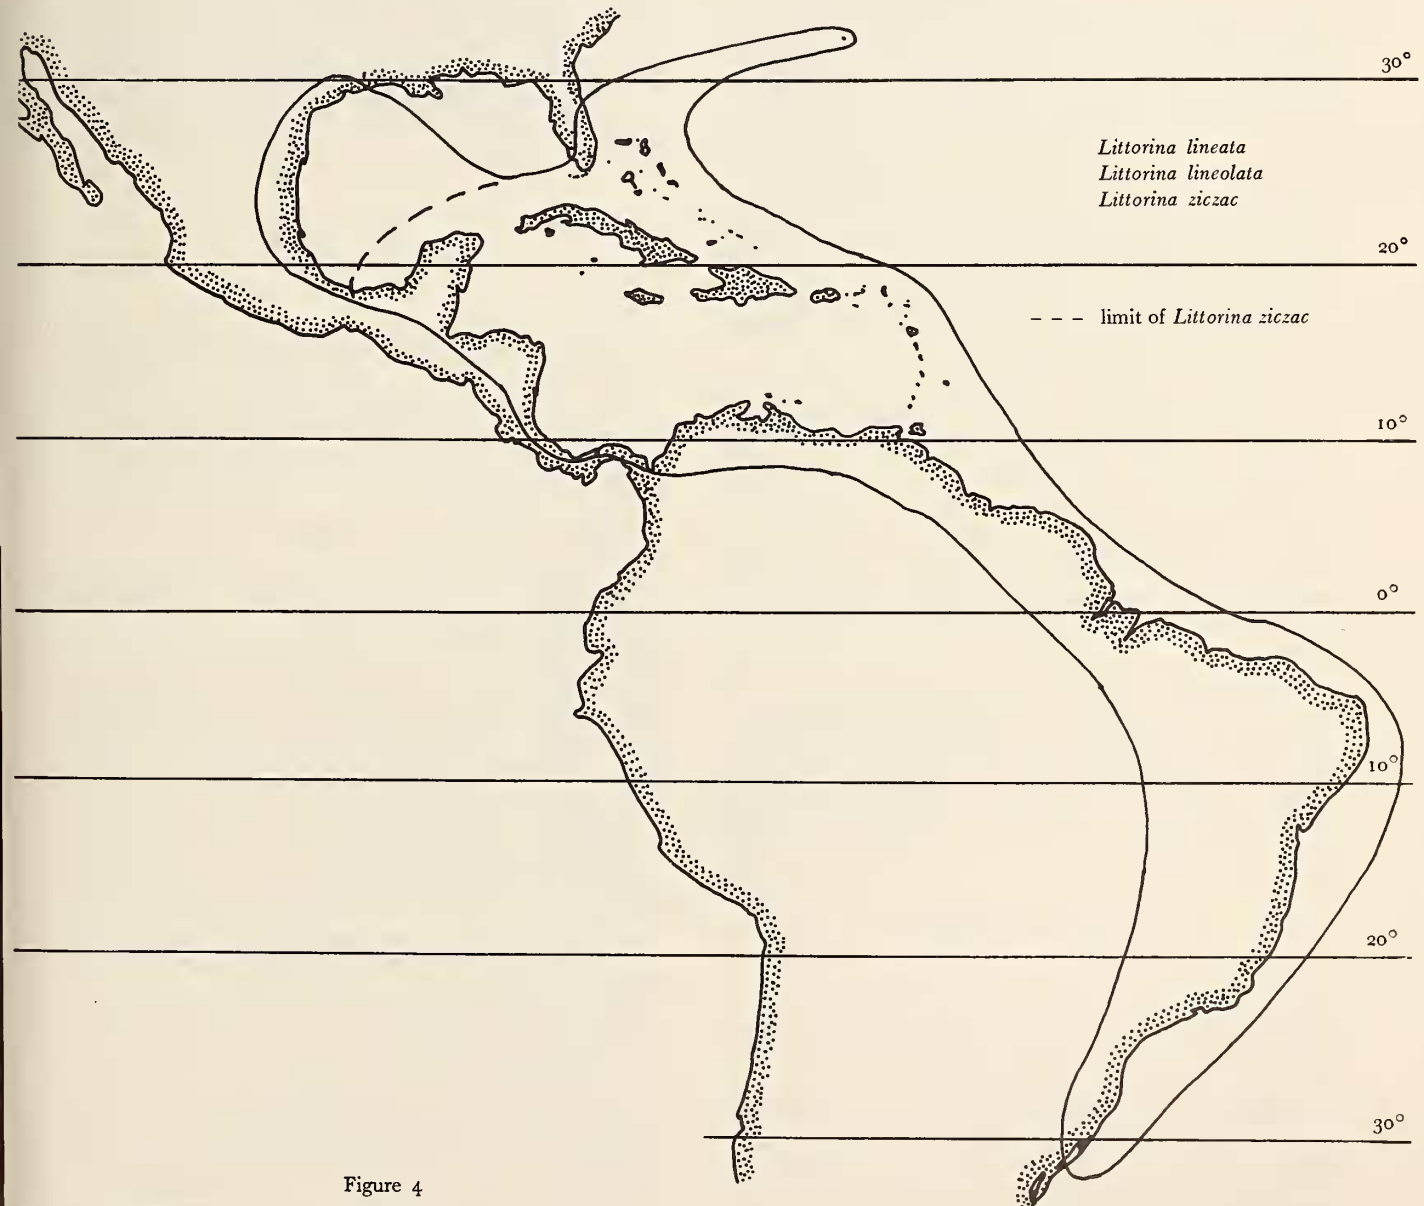 30°
Littorina lineata
Littorina lineolata
Littorina ziczac
20°
– – – limit of Littorina ziczac
10°
0°
10°
20°
30°
Figure 4